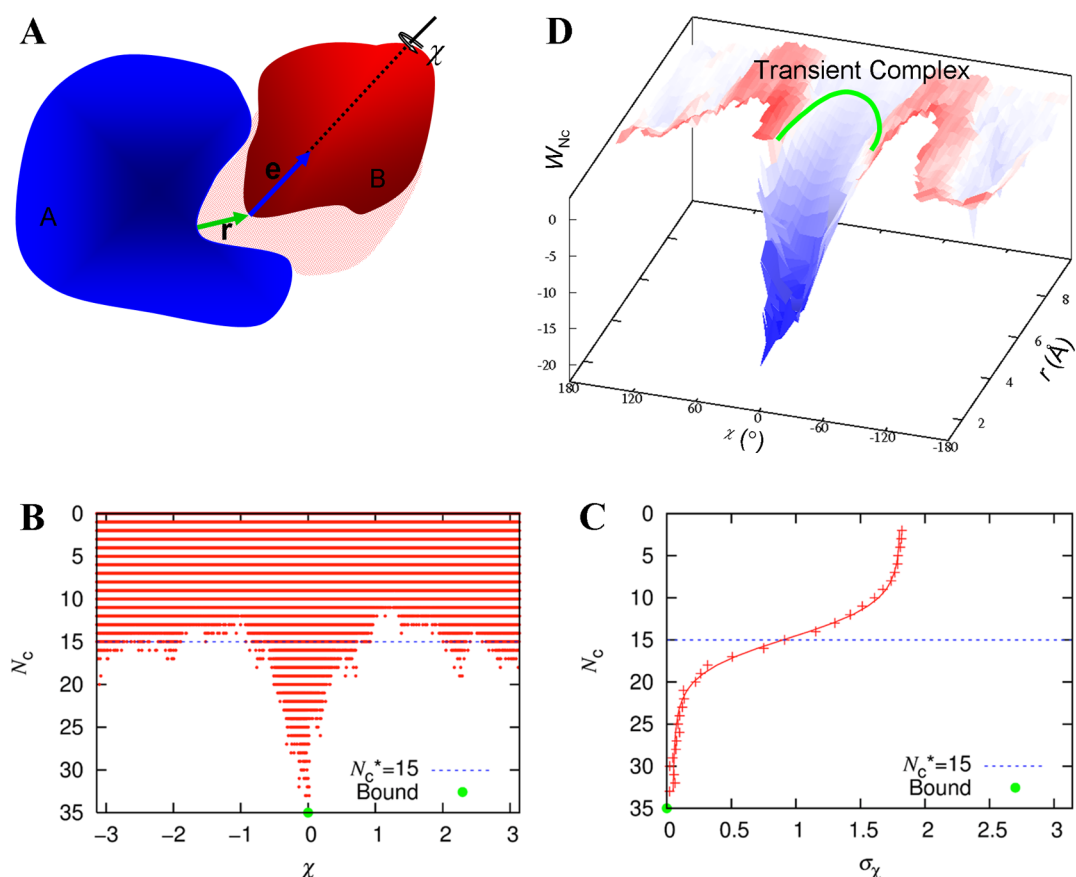 A
χ
A
B
e
r
D
Transient Complex
W_Nc
0
-5
-10
-15
-20
180
120
60
0
-60
-120
-180
χ (°)
2
4
6
8
r (Å)
B
0
5
10
15
20
25
30
35
N_c
N_c*=15
Bound
−3 −2 −1 0 1 2 3
χ
C
0
5
10
15
20
25
30
35
N_c
N_c*=15
Bound
0 0.5 1 1.5 2 2.5 3
σ_χ